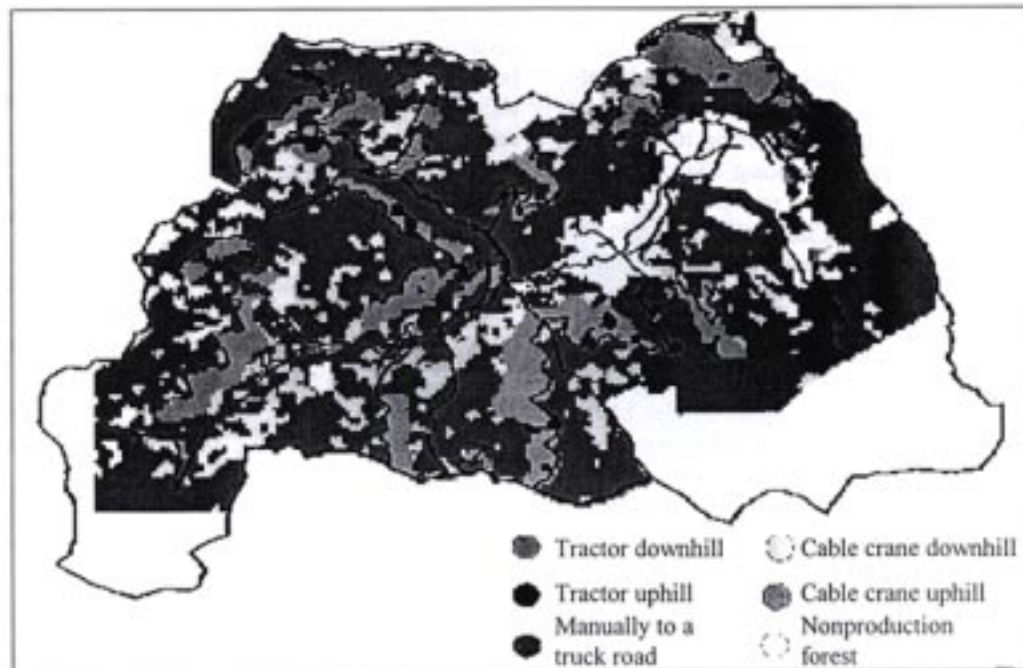 Tractor downhill
Cable crane downhill
Tractor uphill
Cable crane uphill
Manually to a
truck road
Nonproduction
forest